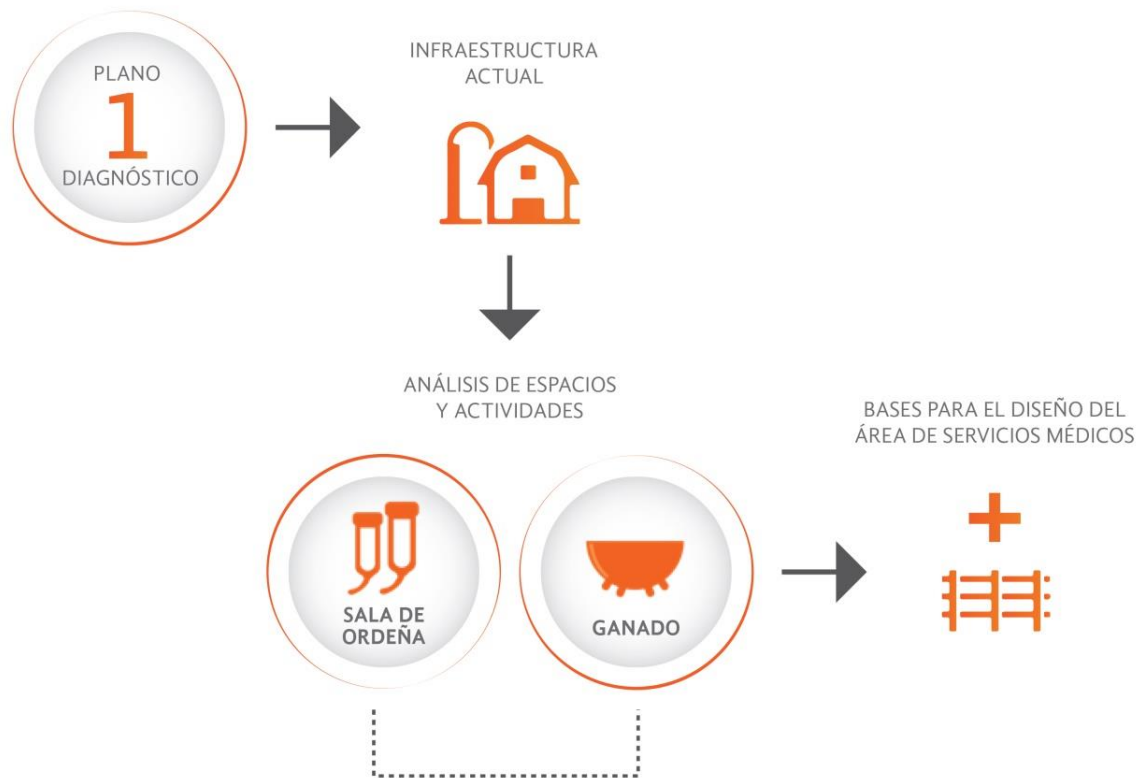 PLANO
1
DIAGNÓSTICO
INFRAESTRUCTURA
ACTUAL
ANÁLISIS DE ESPACIOS
Y ACTIVIDADES
SALA DE
ORDEÑA
GANADO
BASES PARA EL DISEÑO DEL
ÁREA DE SERVICIOS MÉDICOS